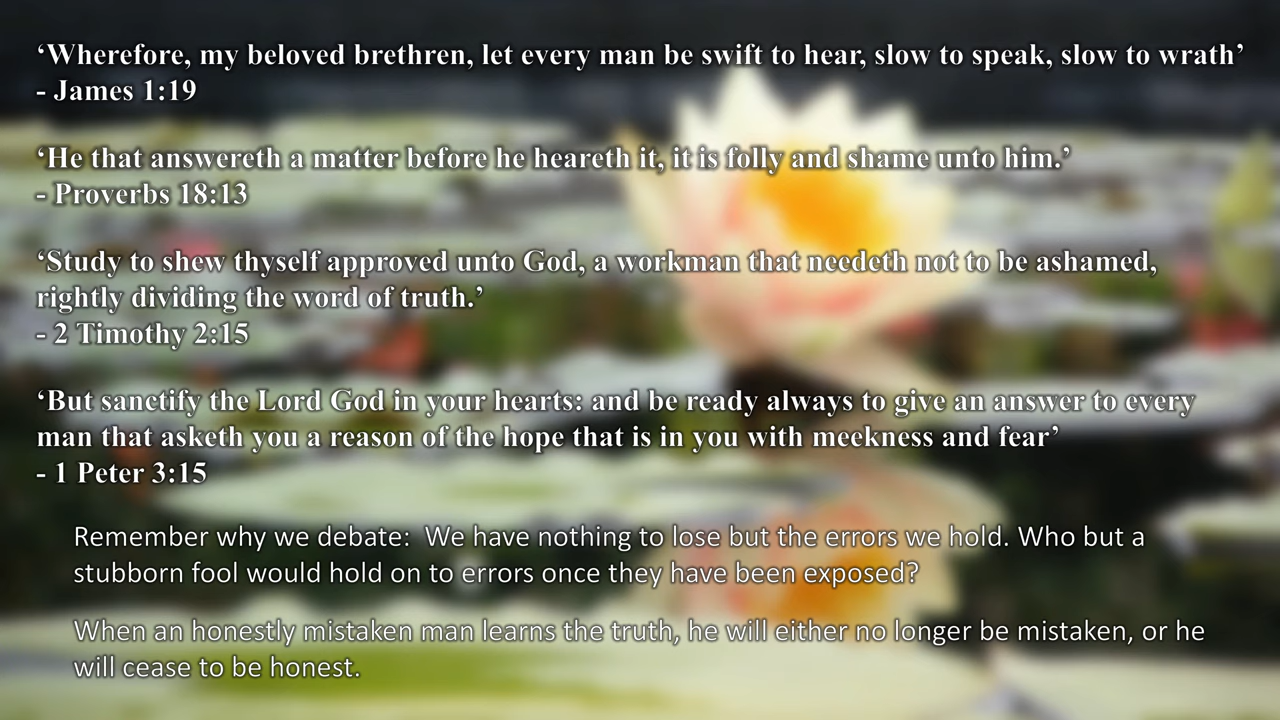 ‘Wherefore, my beloved brethren, let every man be swift to hear, slow to speak, slow to wrath’
- James 1:19
‘He that answereth a matter before he heareth it, it is folly and shame unto him.’
- Proverbs 18:13
‘Study to shew thyself approved unto God, a workman that needeth not to be ashamed,
rightly dividing the word of truth.’
- 2 Timothy 2:15
‘But sanctify the Lord God in your hearts: and be ready always to give an answer to every
man that asketh you a reason of the hope that is in you with meekness and fear’
- 1 Peter 3:15
Remember why we debate:  We have nothing to lose but the errors we hold. Who but a
stubborn fool would hold on to errors once they have been exposed?
When an honestly mistaken man learns the truth, he will either no longer be mistaken, or he
will cease to be honest.